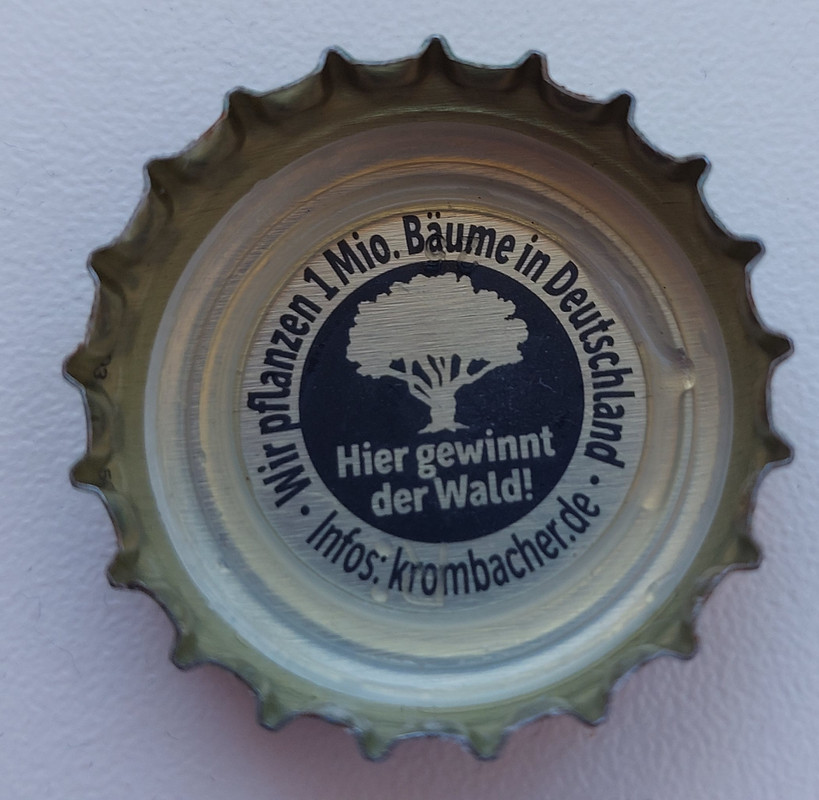 Wir pflanzen 1 Mio. Bäume in Deutschland
Hier gewinnt
der Wald!
• Infos: krombacher.de •